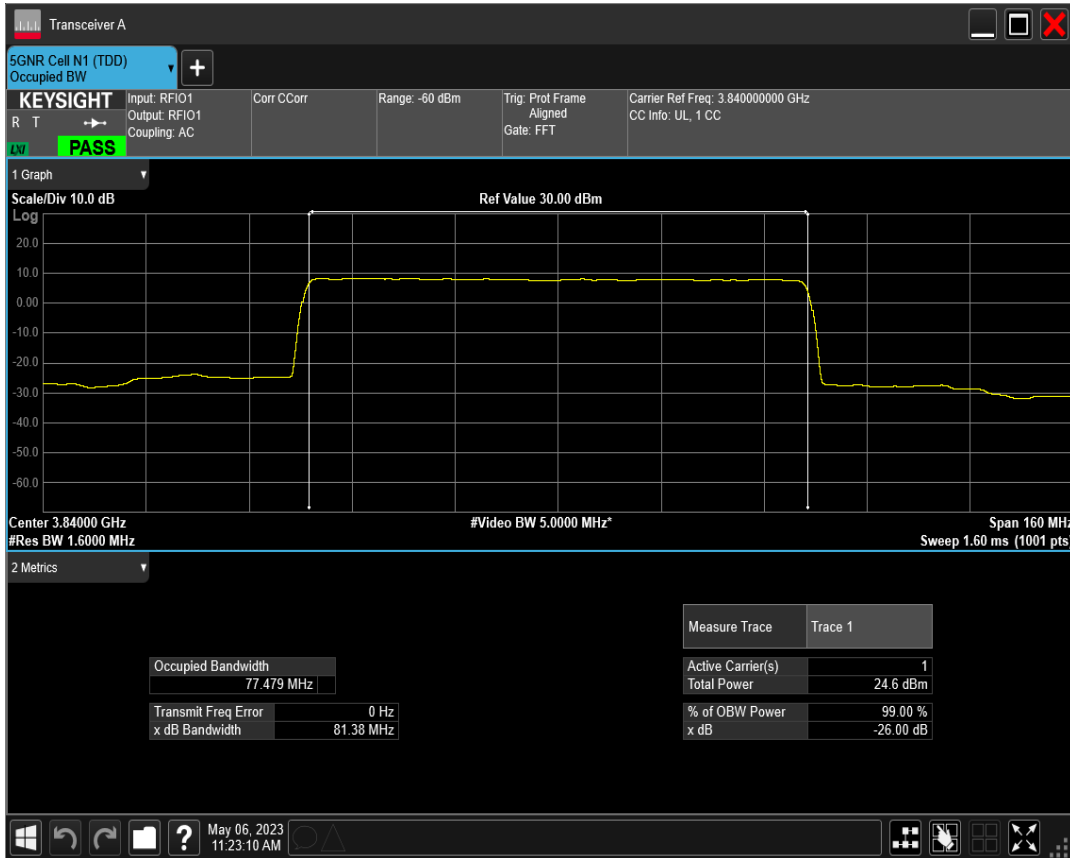 Transceiver A
5GNR Cell N1 (TDD)
Occupied BW
+
KEYSIGHT
R T
LXI
PASS
Input: RFIO1
Output: RFIO1
Coupling: AC
Corr CCorr
Range: -60 dBm
Trig: Prot Frame
Aligned
Gate: FFT
Carrier Ref Freq: 3.840000000 GHz
CC Info: UL, 1 CC
1 Graph
Scale/Div 10.0 dB
Ref Value 30.00 dBm
Log
20.0
10.0
0.00
-10.0
-20.0
-30.0
-40.0
-50.0
-60.0
Center 3.84000 GHz
#Video BW 5.0000 MHz*
Span 160 MHz
#Res BW 1.6000 MHz
Sweep 1.60 ms (1001 pts)
2 Metrics
Measure Trace Trace 1
Occupied Bandwidth
77.479 MHz
Transmit Freq Error 0 Hz
x dB Bandwidth 81.38 MHz
Active Carrier(s) 1
Total Power 24.6 dBm
% of OBW Power 99.00 %
x dB -26.00 dB
?
May 06, 2023
11:23:10 AM